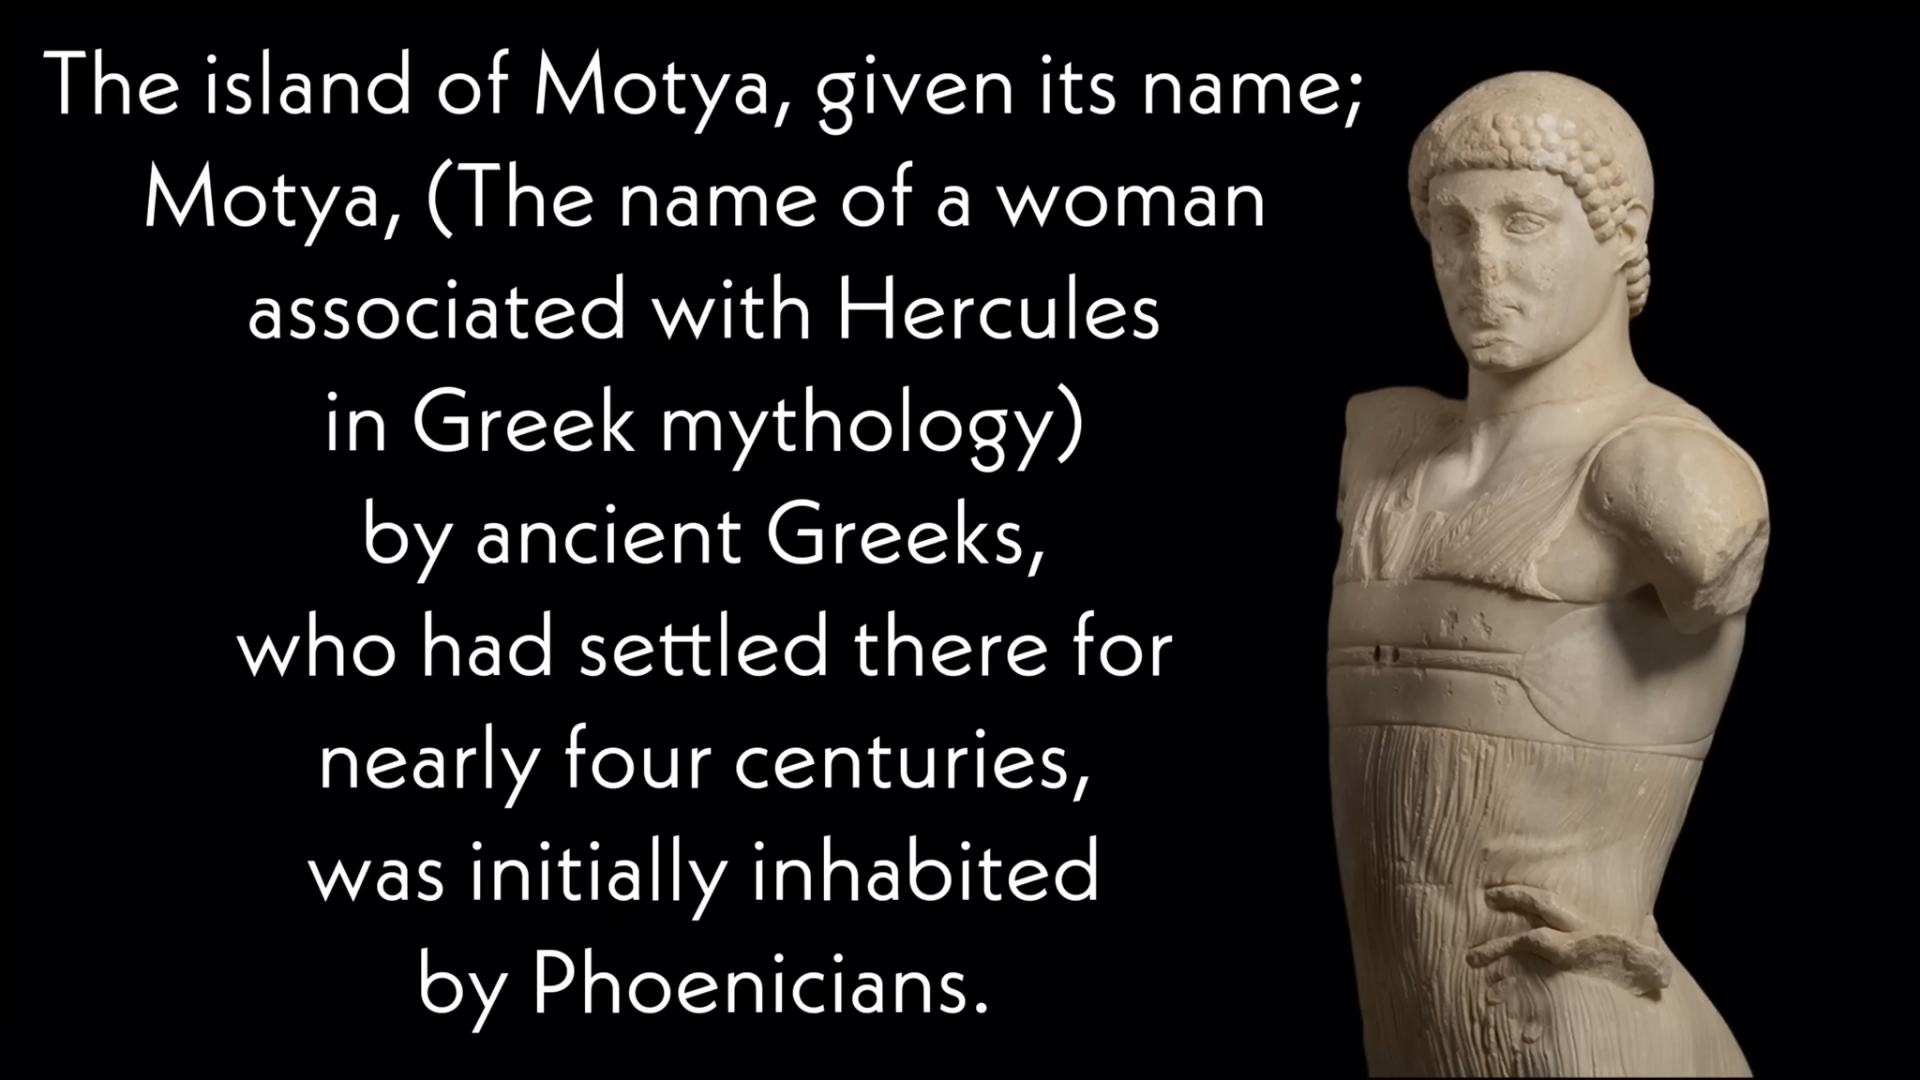 The island of Motya, given its name;
Motya, (The name of a woman
associated with Hercules
in Greek mythology)
by ancient Greeks,
who had settled there for
nearly four centuries,
was initially inhabited
by Phoenicians.